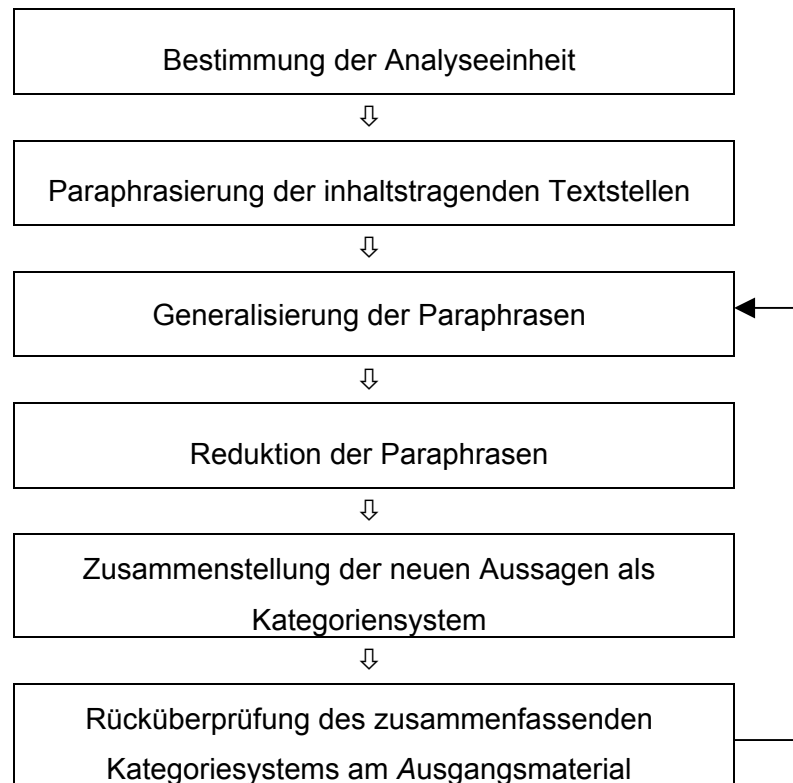 Bestimmung der Analyseeinheit
⇩
Paraphrasierung der inhaltstragenden Textstellen
⇩
Generalisierung der Paraphrasen
⇩
Reduktion der Paraphrasen
⇩
Zusammenstellung der neuen Aussagen als
Kategoriensystem
⇩
Rücküberprüfung des zusammenfassenden
Kategoriesystems am Ausgangsmaterial